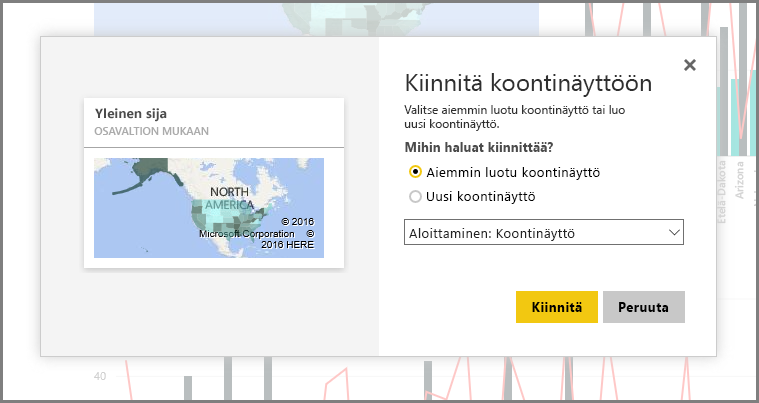 Kiinnitä koontinäyttöön
Valitse aiemmin luotu koontinäyttö tai luo
uusi koontinäyttö.
Mihin haluat kiinnittää?
Aiemmin luotu koontinäyttö
Uusi koontinäyttö
Aloittaminen: Koontinäyttö
Kiinnitä
Peruuta
Yleinen sija
OSAVALTION MUKAAN
NORTH
AMERICA
© 2016
Microsoft Corporation ©
2016 HERE
Etelä-Dakota
Arizona
40